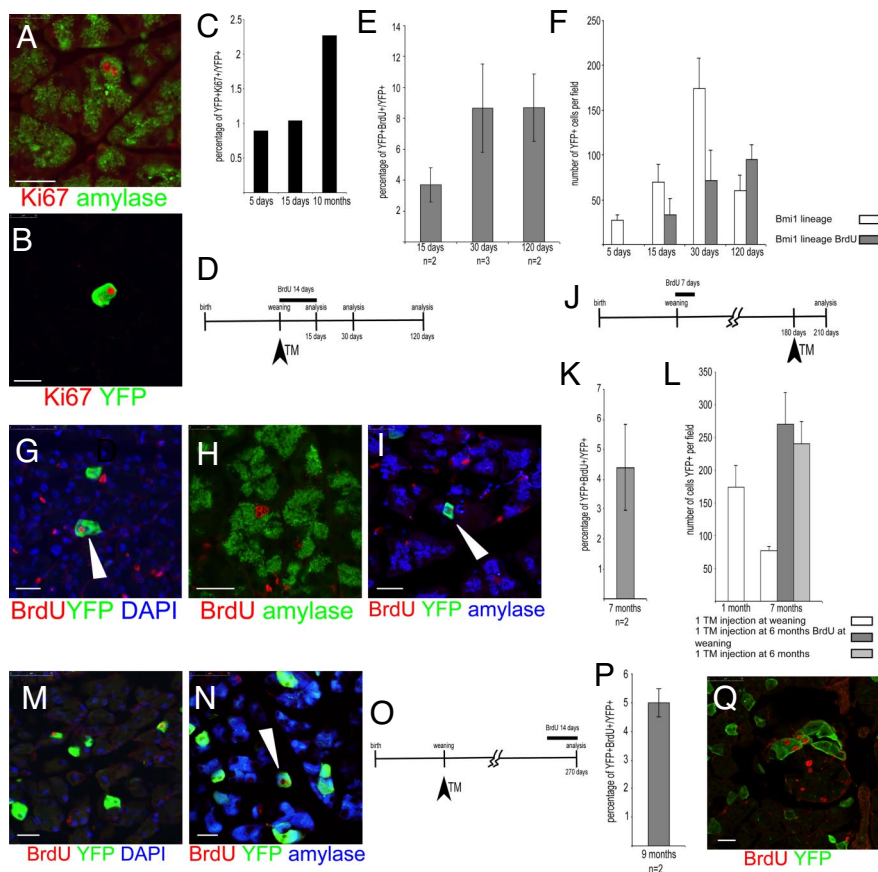 A
Ki67 amylase
B
Ki67 YFP
C
percentage of YFP+Ki67+/YFP+
2.5
2
1.5
1
0.5
5 days
15 days
10 months
E
percentage of YFP+BrdU+/YFP+
14
12
10
8
6
4
2
0
15 days
30 days
120 days
n=2
n=3
n=2
F
number of YFP+ cells per field
250
200
150
100
50
5 days
15 days
30 days
120 days
Bmi1 lineage
Bmi1 lineage BrdU
D
BrdU 14 days
birth
weaning
analysis
analysis
analysis
15 days
30 days
120 days
TM
J
BrdU 7 days
birth
weaning
analysis
180 days
210 days
TM
G
D
BrdUYFP DAPI
H
BrdU amylase
I
BrdU YFP amylase
K
percentage of YFP+BrdU+/YFP+
7
6
5
4
3
2
1
7 months
n=2
L
number of cells YFP+ per field
350
300
250
200
150
100
50
1 month
7 months
1 TM injection at weaning
1 TM injection at 6 months BrdU at
weaning
1 TM injection at 6 months
M
BrdU YFP DAPI
N
BrdU YFP amylase
O
BrdU 14 days
birth
weaning
analysis
270 days
TM
P
percentage of YFP+BrdU+/YFP+
6
5
4
3
2
1
9 months
n=2
Q
BrdU YFP